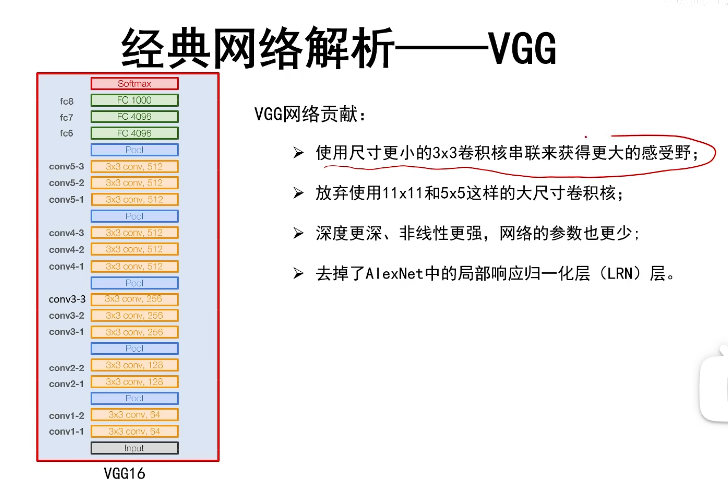 经典网络解析——VGG
Softmax
fc8 FC 1000
fc7 FC 4096
fc6 FC 4096
Pool
conv5-3 3x3 conv, 512
conv5-2 3x3 conv, 512
conv5-1 3x3 conv, 512
Pool
conv4-3 3x3 conv, 512
conv4-2 3x3 conv, 512
conv4-1 3x3 conv, 512
Pool
conv3-3 3x3 conv, 256
conv3-2 3x3 conv, 256
conv3-1 3x3 conv, 256
Pool
conv2-2 3x3 conv, 128
conv2-1 3x3 conv, 128
Pool
conv1-2 3x3 conv, 64
conv1-1 3x3 conv, 64
Input
VGG16
VGG网络贡献：
➢ 使用尺寸更小的3x3卷积核串联来获得更大的感受野；
➢ 放弃使用11x11和5x5这样的大尺寸卷积核；
➢ 深度更深、非线性更强，网络的参数也更少；
➢ 去掉了AlexNet中的局部响应归一化层（LRN）层。